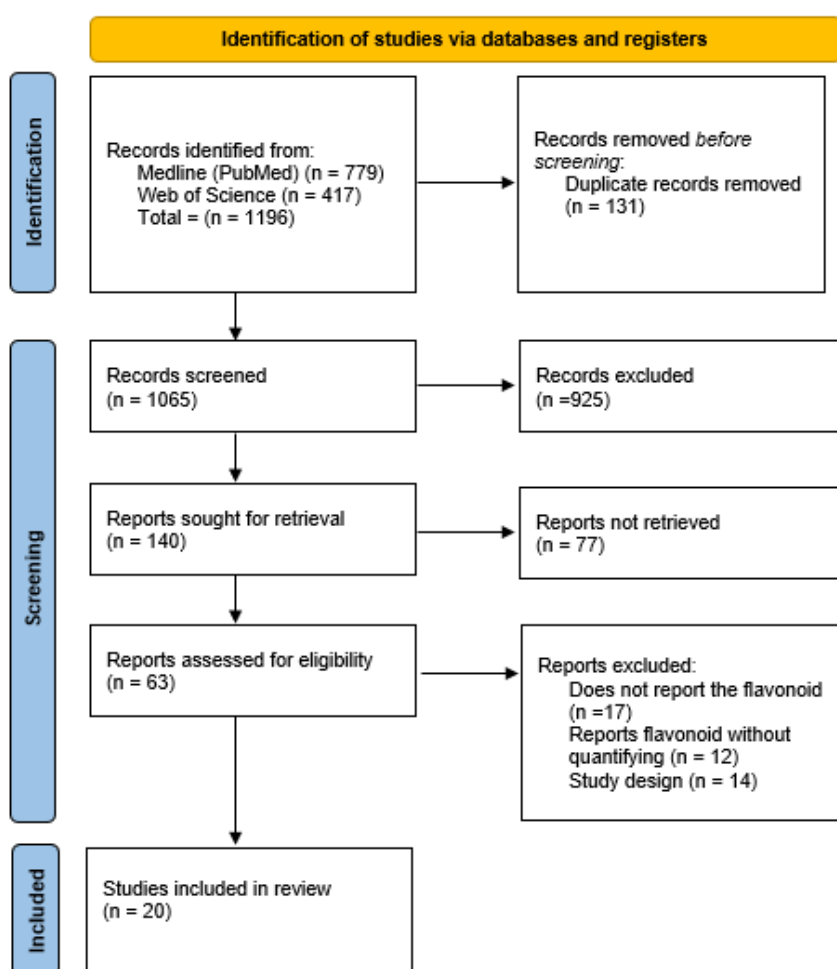 Identification of studies via databases and registers
Identification
Records identified from:
Medline (PubMed) (n = 779)
Web of Science (n = 417)
Total = (n = 1196)
Records removed before
screening:
Duplicate records removed
(n = 131)
Screening
Records screened
(n = 1065)
Records excluded
(n =925)
Reports sought for retrieval
(n = 140)
Reports not retrieved
(n = 77)
Reports assessed for eligibility
(n = 63)
Reports excluded:
Does not report the flavonoid
(n =17)
Reports flavonoid without
quantifying (n = 12)
Study design (n = 14)
Included
Studies included in review
(n = 20)